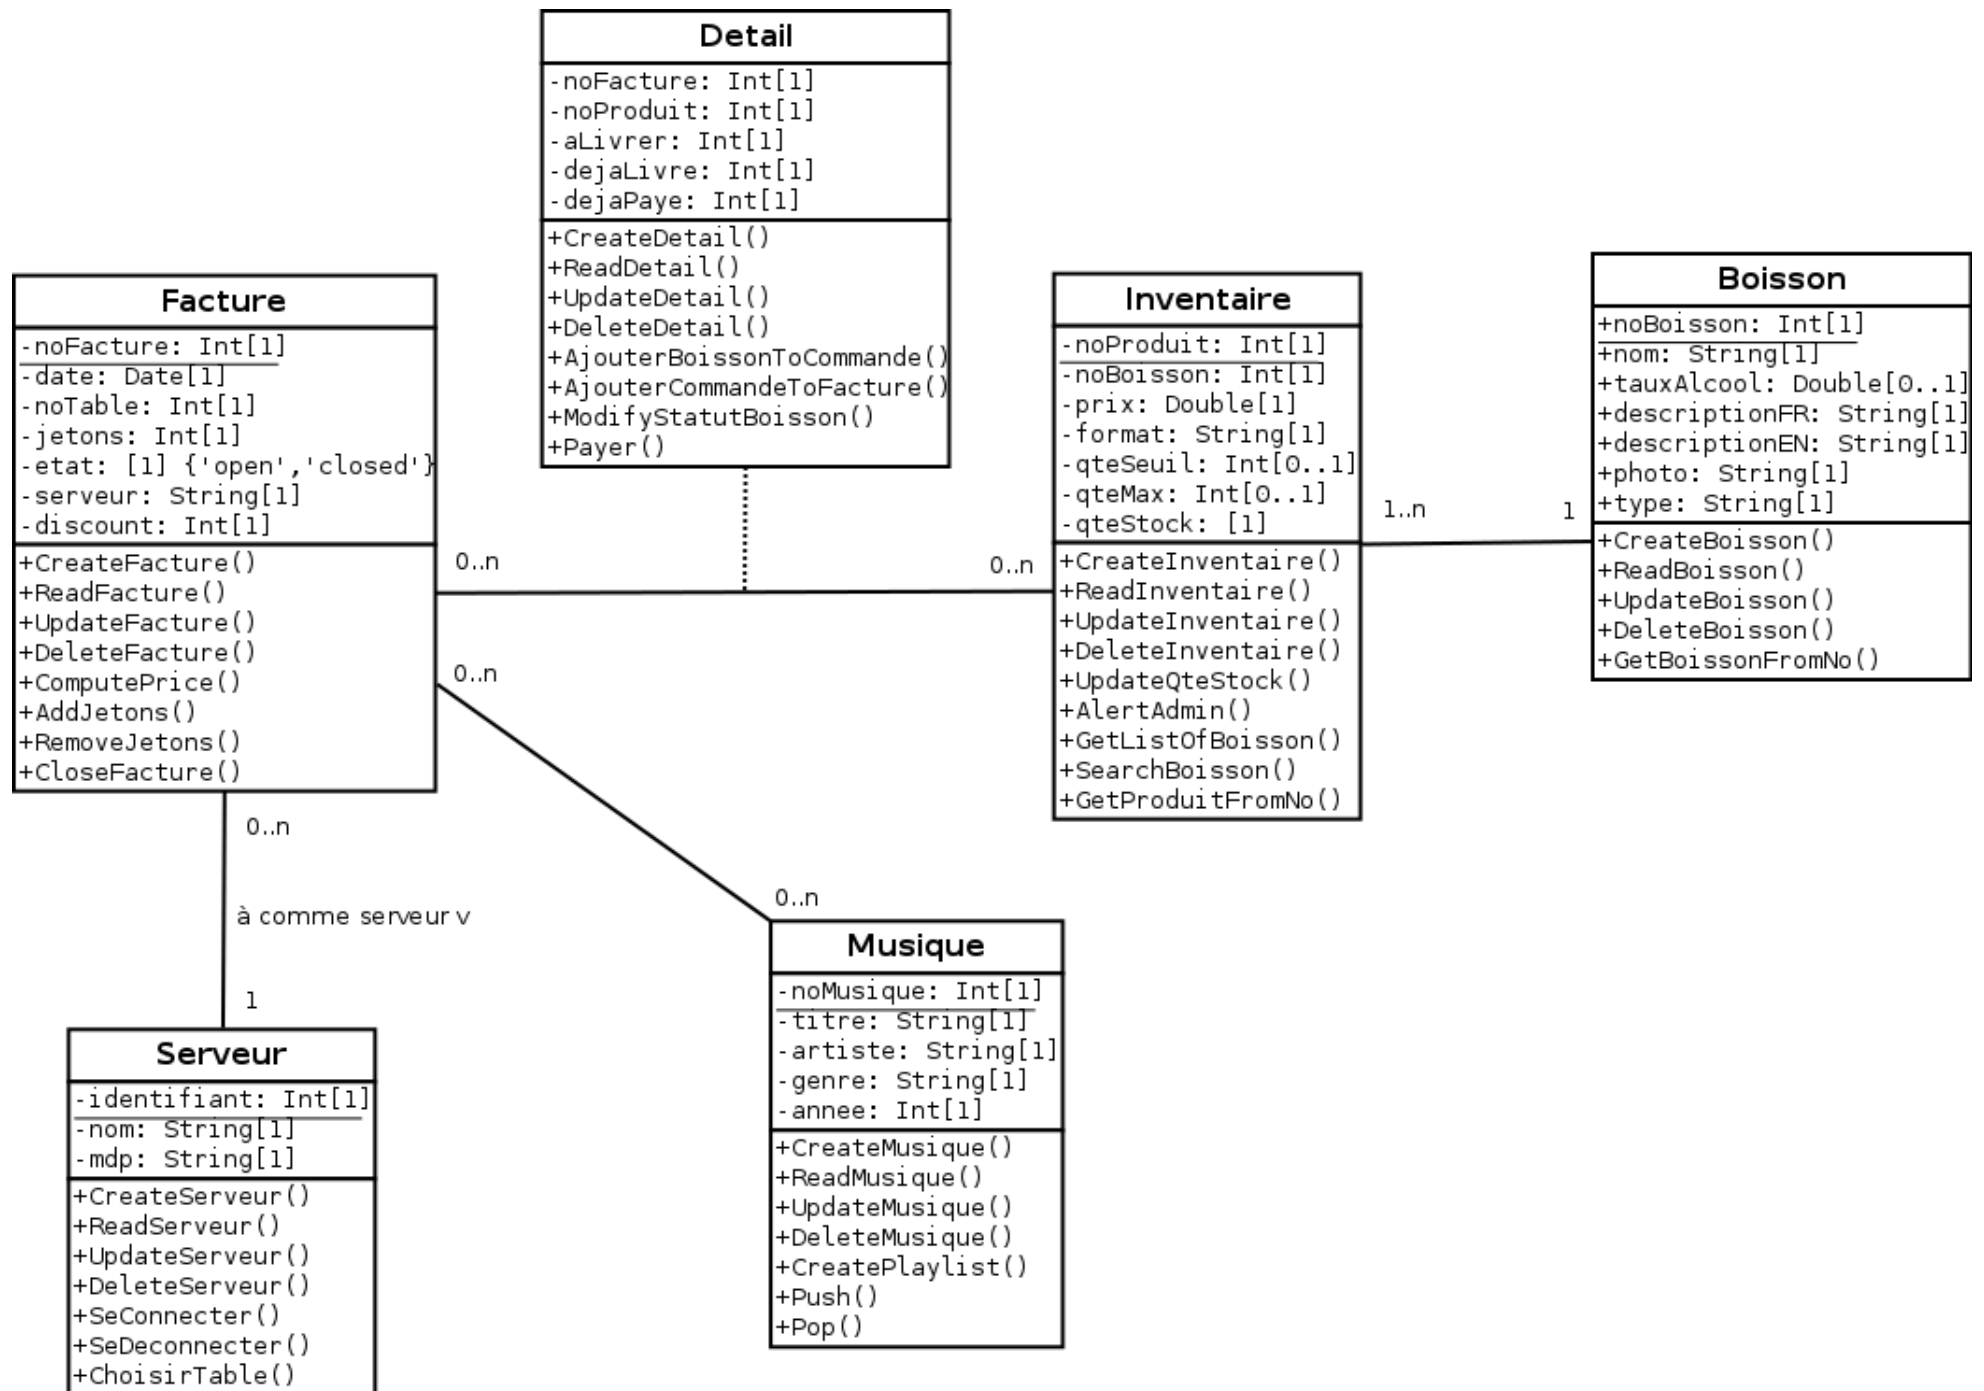 Detail
-noFacture: Int[1]
-noProduit: Int[1]
-aLivrer: Int[1]
-dejaLivre: Int[1]
-dejaPaye: Int[1]
+CreateDetail()
+ReadDetail()
+UpdateDetail()
+DeleteDetail()
+AjouterBoissonToCommande()
+AjouterCommandeToFacture()
+ModifyStatutBoisson()
+Payer()
Facture
-noFacture: Int[1]
-date: Date[1]
-noTable: Int[1]
-jetons: Int[1]
-etat: [1] {'open','closed'}
-serveur: String[1]
-discount: Int[1]
+CreateFacture()
+ReadFacture()
+UpdateFacture()
+DeleteFacture()
+ComputePrice()
+AddJetons()
+RemoveJetons()
+CloseFacture()
0..n
0..n
0..n
0..n
Inventaire
-noProduit: Int[1]
-noBoisson: Int[1]
-prix: Double[1]
-format: String[1]
-qteSeuil: Int[0..1]
-qteMax: Int[0..1]
-qteStock: [1]
+CreateInventaire()
+ReadInventaire()
+UpdateInventaire()
+DeleteInventaire()
+UpdateQteStock()
+AlertAdmin()
+GetListOfBoisson()
+SearchBoisson()
+GetProduitFromNo()
1..n
1
Boisson
+noBoisson: Int[1]
+nom: String[1]
+tauxAlcool: Double[0..1]
+descriptionFR: String[1]
+descriptionEN: String[1]
+photo: String[1]
+type: String[1]
+CreateBoisson()
+ReadBoisson()
+UpdateBoisson()
+DeleteBoisson()
+GetBoissonFromNo()
0..n
à comme serveur v
1
Serveur
-identifiant: Int[1]
-nom: String[1]
-mdp: String[1]
+CreateServeur()
+ReadServeur()
+UpdateServeur()
+DeleteServeur()
+SeConnecter()
+SeDeconnecter()
+ChoisirTable()
Musique
-noMusique: Int[1]
-titre: String[1]
-artiste: String[1]
-genre: String[1]
-annee: Int[1]
+CreateMusique()
+ReadMusique()
+UpdateMusique()
+DeleteMusique()
+CreatePlaylist()
+Push()
+Pop()